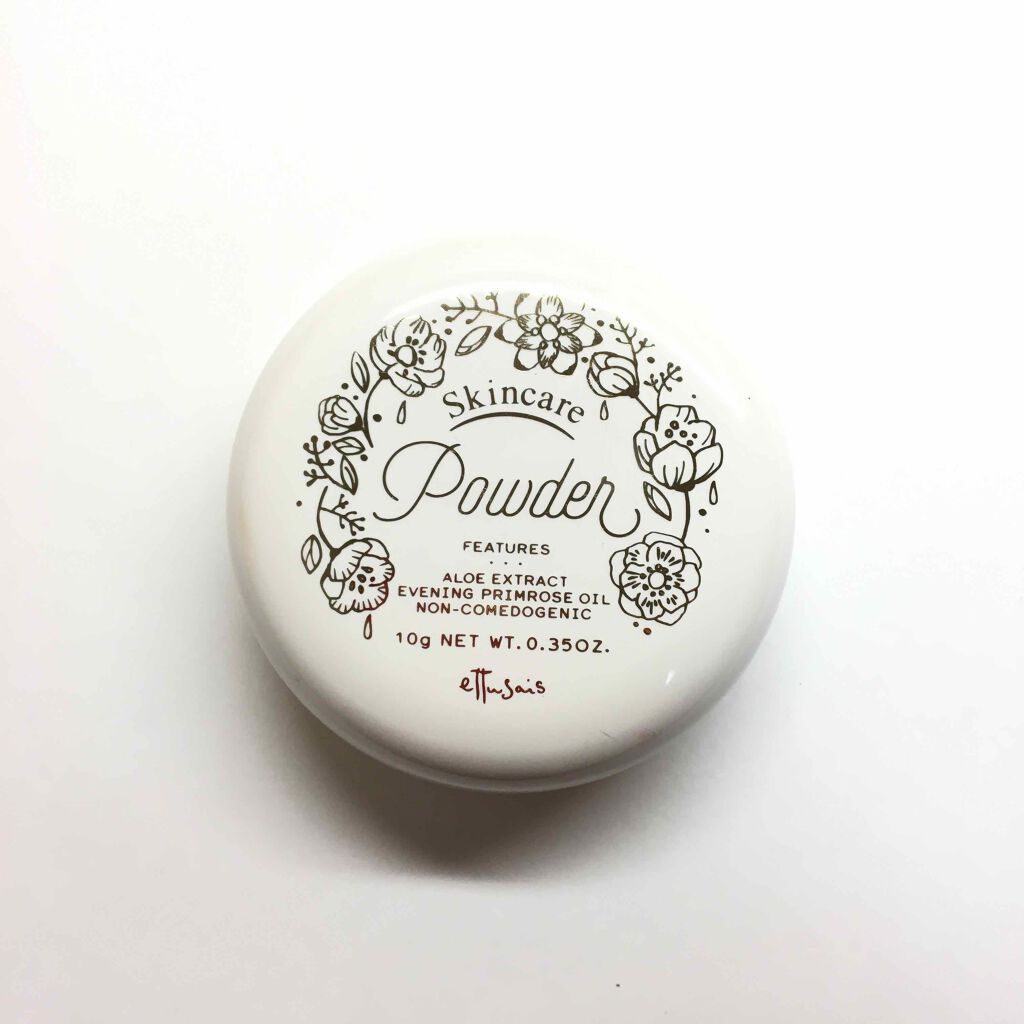 Skincare
Powder
FEATURES
...
ALOE EXTRACT
EVENING PRIMROSE OIL
NON-COMEDOGENIC
10g NET WT. 0.35OZ.
ettusais